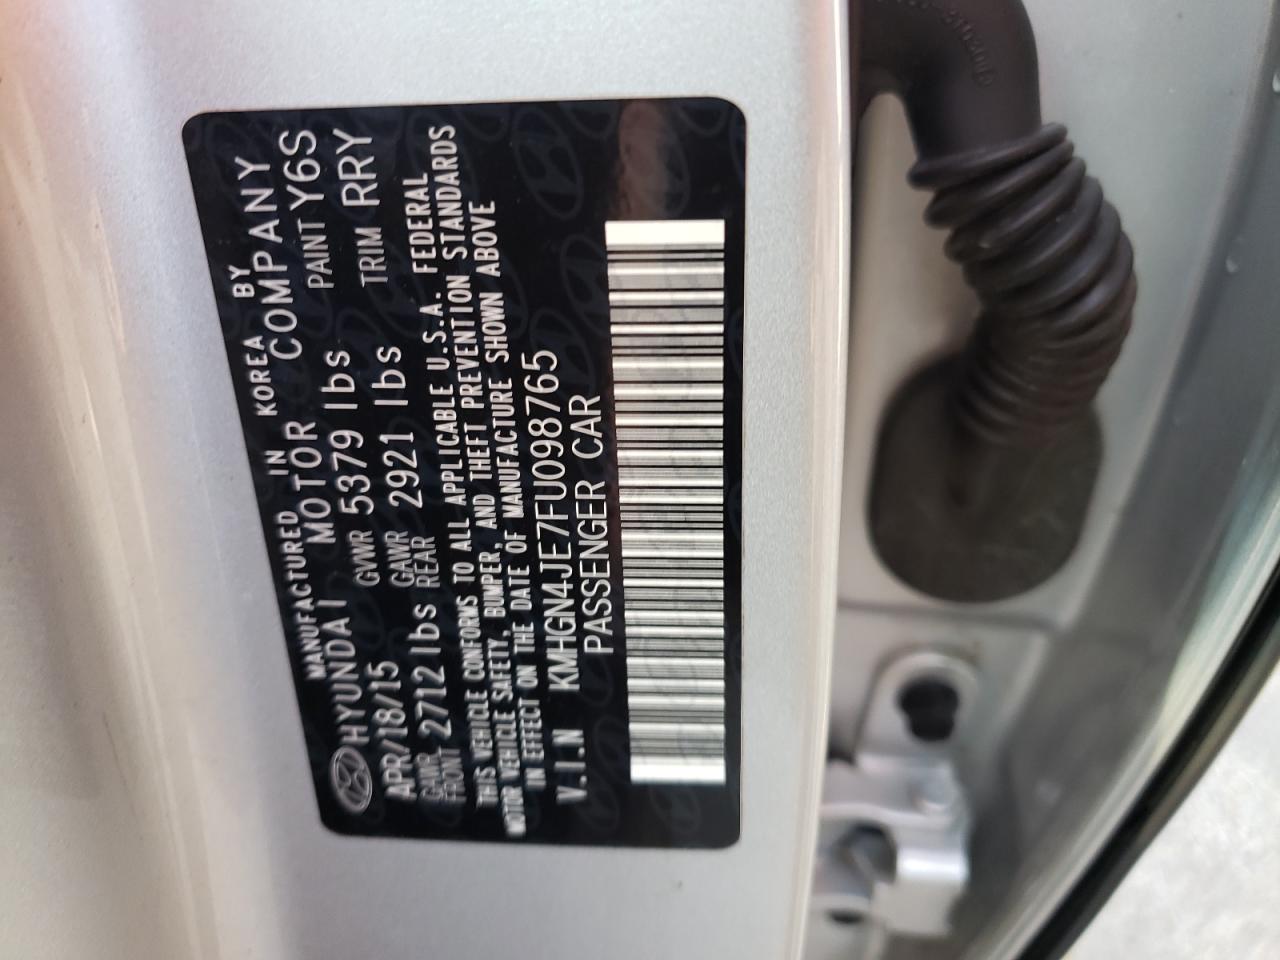 MANUFACTURED IN KOREA BY
HYUNDAI MOTOR COMPANY
APR/18/15 GVWR 5379 lbs PAINT Y6S
GAWR FRONT 2712 lbs GAWR REAR 2921 lbs TRIM RRY
THIS VEHICLE CONFORMS TO ALL APPLICABLE U.S.A. FEDERAL
MOTOR VEHICLE SAFETY, BUMPER, AND THEFT PREVENTION STANDARDS
IN EFFECT ON THE DATE OF MANUFACTURE SHOWN ABOVE
V.I.N KMHGN4JE7FU098765
PASSENGER CAR